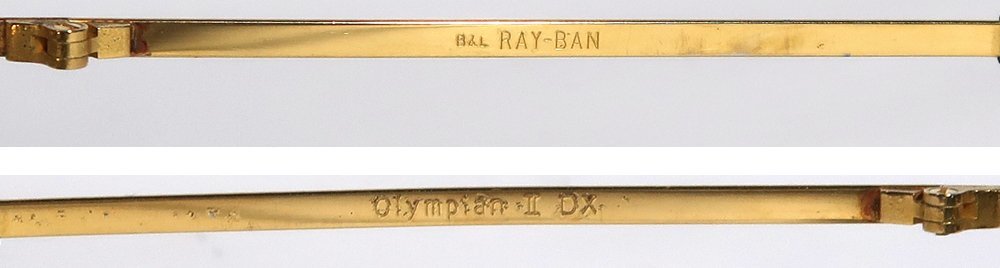 B&L RAY-BAN
Olympian II DX